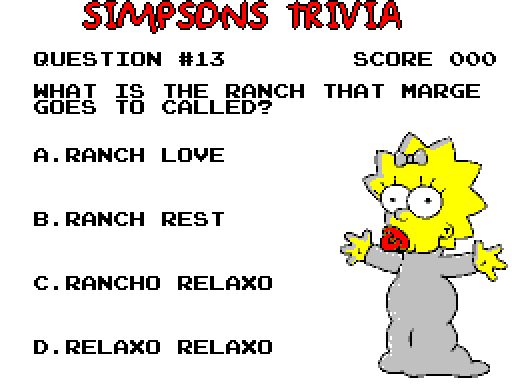 SIMPSONS TRIVIA
QUESTION #13 SCORE 000
WHAT IS THE RANCH THAT MARGE
GOES TO CALLED?
A.RANCH LOVE
B.RANCH REST
C.RANCHO RELAXO
D.RELAXO RELAXO